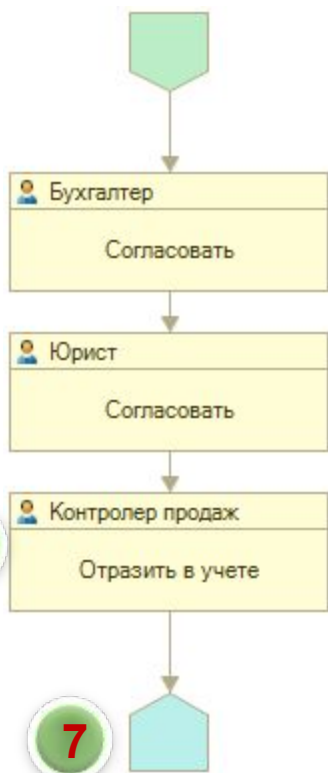 Бухгалтер
Согласовать
Юрист
Согласовать
Контролер продаж
Отразить в учете
7